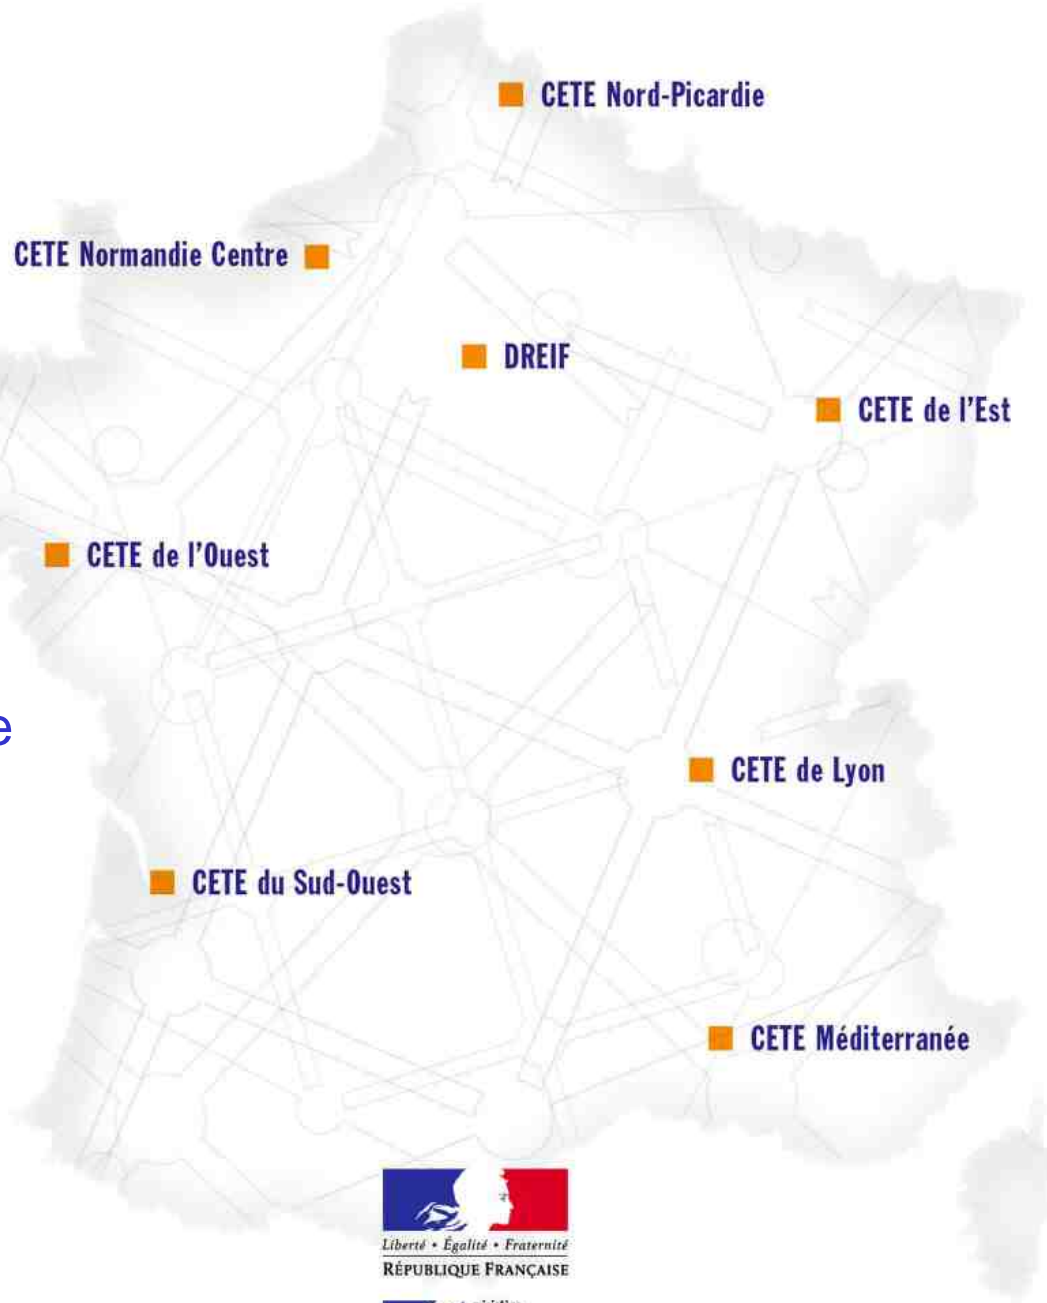 CETE Nord-Picardie
CETE Normandie Centre
DREIF
CETE de l'Est
CETE de l'Ouest
e
CETE de Lyon
CETE du Sud-Ouest
CETE Méditerranée
Liberté • Égalité • Fraternité
RÉPUBLIQUE FRANÇAISE